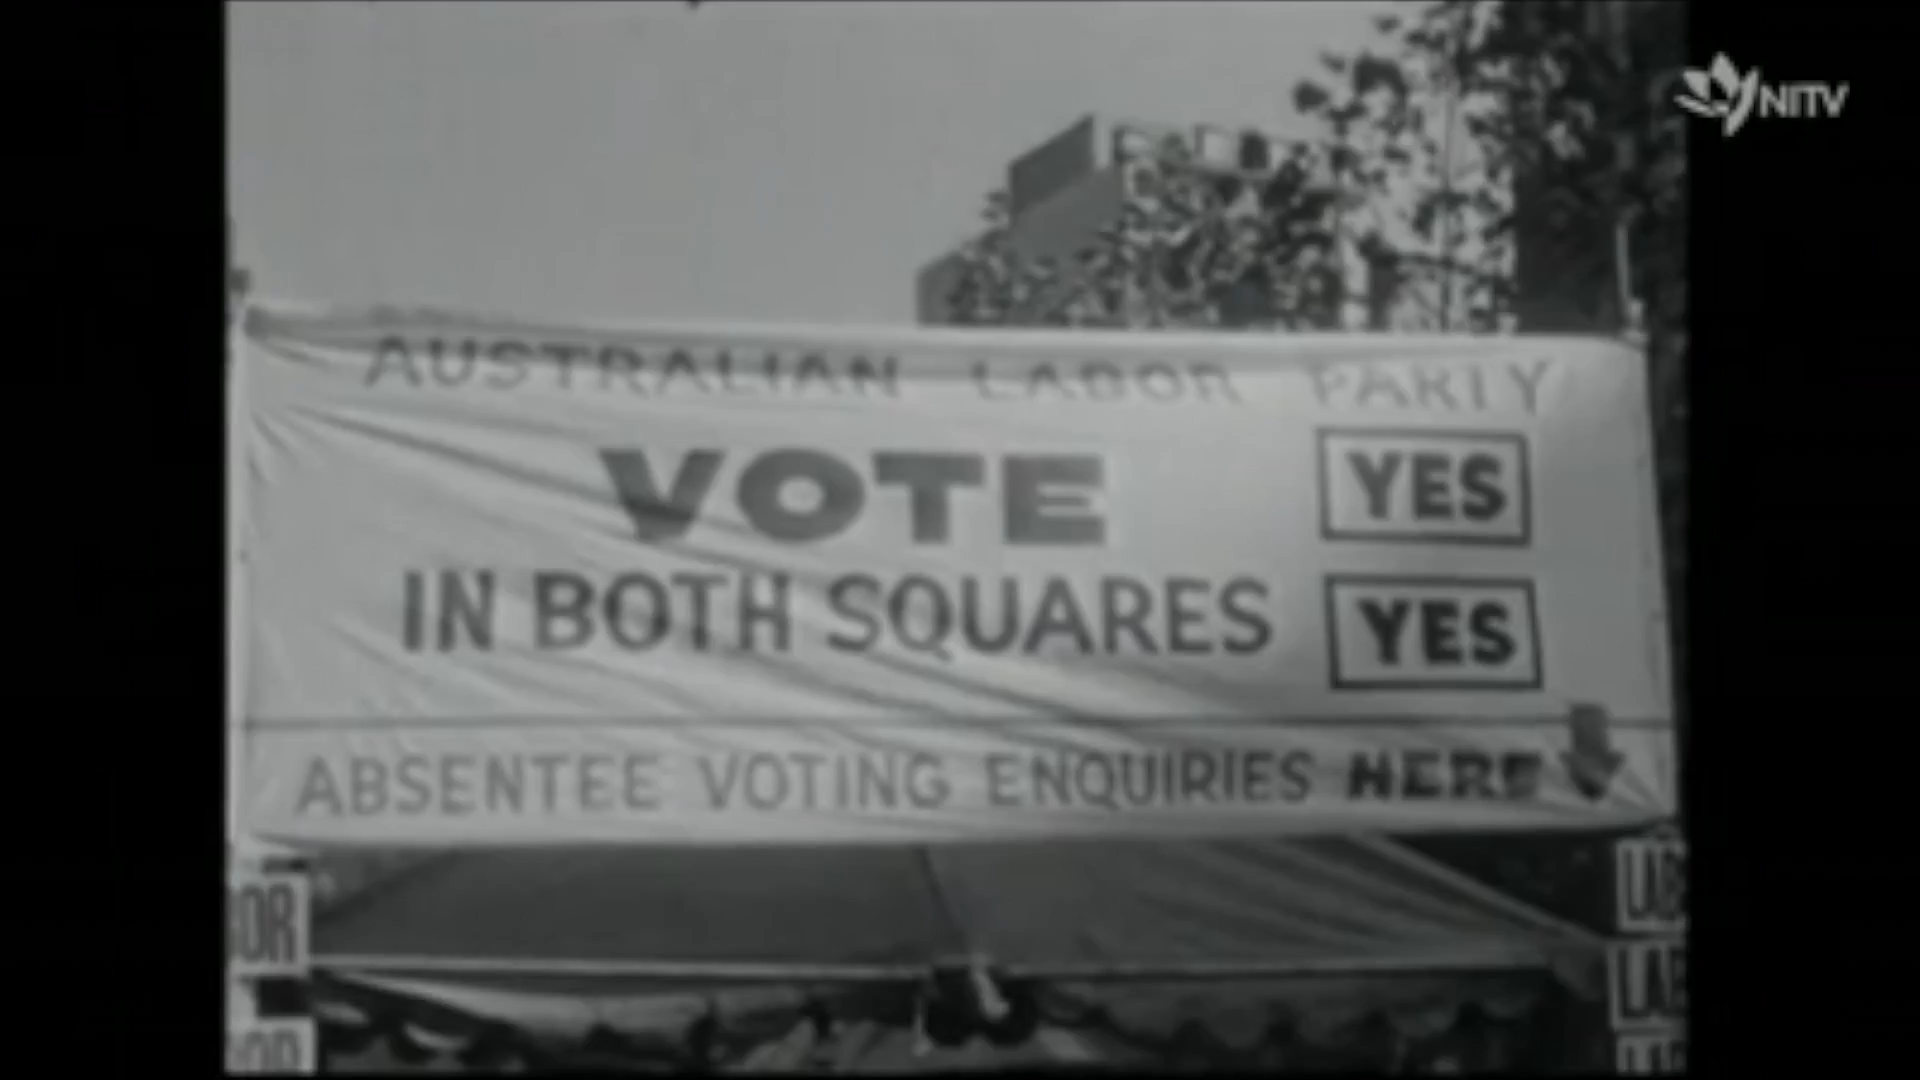 NITV
AUSTRALIAN LABOR PARTY
VOTE
YES
IN BOTH SQUARES
YES
ABSENTEE VOTING ENQUIRIES HERE